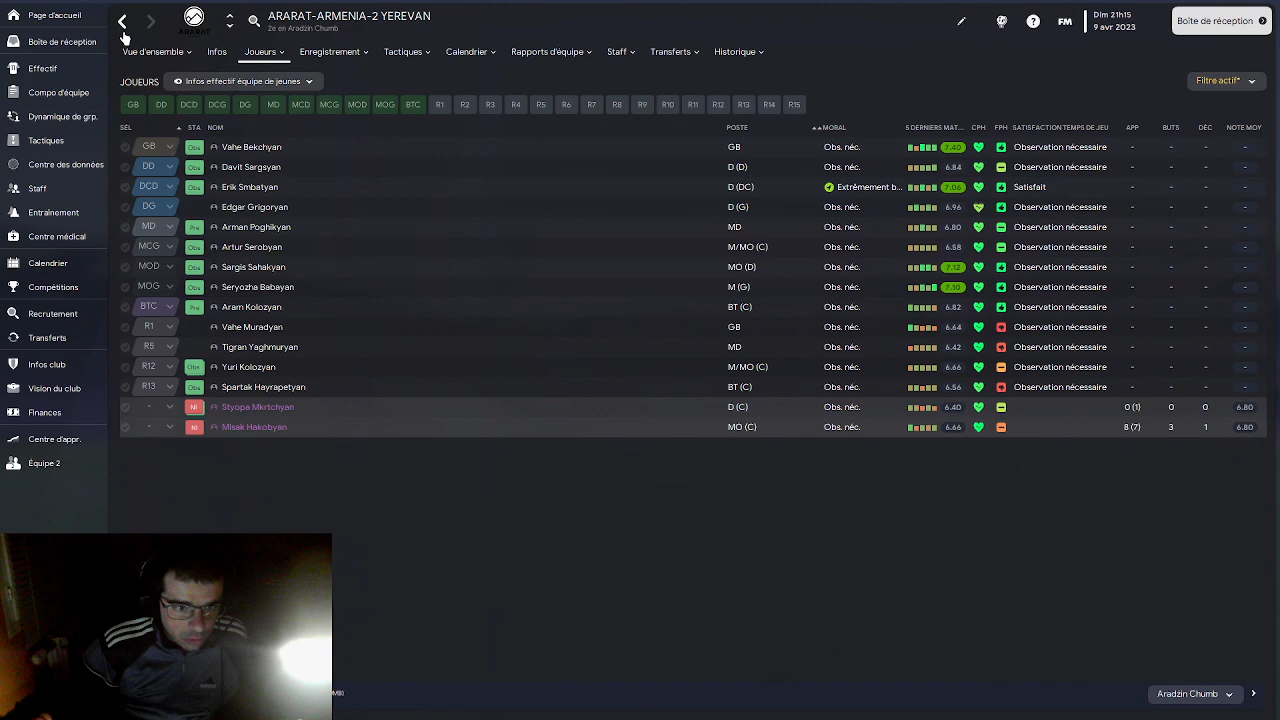 Page d'accueil
Boîte de réception
Effectif
Compo d'équipe
Dynamique de grp.
Tactiques
Centre des données
Staff
Entraînement
Centre médical
Calendrier
Compétitions
Recrutement
Transferts
Infos club
Vision du club
Finances
Centre d'appr.
Équipe 2
ARARAT-ARMENIA-2 YEREVAN
2e en Aradzin Chumb
FM
Dim 21h15
9 avr 2023
Boîte de réception
Vue d'ensemble Infos Joueurs Enregistrement Tactiques Calendrier Rapports d'équipe Staff Transferts Historique
JOUEURS Infos effectif équipe de jeunes Filtre actif*
GB DD DCD DCG DG MD MCD MCG MOD MOG BTC R1 R2 R3 R4 R5 R6 R7 R8 R9 R10 R11 R12 R13 R14 R15
SÉL STA NOM POSTE MORAL 5 DERNIERS MAT... CPH FPH SATISFACTION TEMPS DE JEU APP BUTS DÉC NOTE MOY
GB Obs Vahe Bekchyan GB Obs. néc. 7.40 Observation nécessaire - - - -
DD Obs Davit Sargsyan D (D) Obs. néc. 6.84 Observation nécessaire - - - -
DCD Obs Erik Smbatyan D (DC) Extrêmement b... 7.06 Satisfait - - - -
DG Edgar Grigoryan D (G) Obs. néc. 6.96 Observation nécessaire - - - -
MD Pre Arman Poghikyan MD Obs. néc. 6.80 Observation nécessaire - - - -
MCG Obs Artur Serobyan M/MO (C) Obs. néc. 6.58 Observation nécessaire - - - -
MOD Obs Sargis Sshakyan MO (D) Obs. néc. 7.12 Observation nécessaire - - - -
MOG Obs Seryozha Babayan M (G) Obs. néc. 7.10 Observation nécessaire - - - -
BTC Pre Aram Kolozyan BT (C) Obs. néc. 6.82 Observation nécessaire - - - -
R1 Vahe Muradyan GB Obs. néc. 6.64 Observation nécessaire - - - -
R5 Tigran Yaghmuryan MD Obs. néc. 6.42 Observation nécessaire - - - -
R12 Obs Yuri Kolozyan M/MO (C) Obs. néc. 6.66 Observation nécessaire - - - -
R13 Obs Spartak Hayrapetyan BT (C) Obs. néc. 6.56 Observation nécessaire - - - -
- NI Styopa Mkrtchyan D (C) Obs. néc. 6.40 0 (1) 0 0 6.80
- NI Misak Hakobyan MO (C) Obs. néc. 6.66 8 (7) 3 1 6.80
Aradzin Chumb